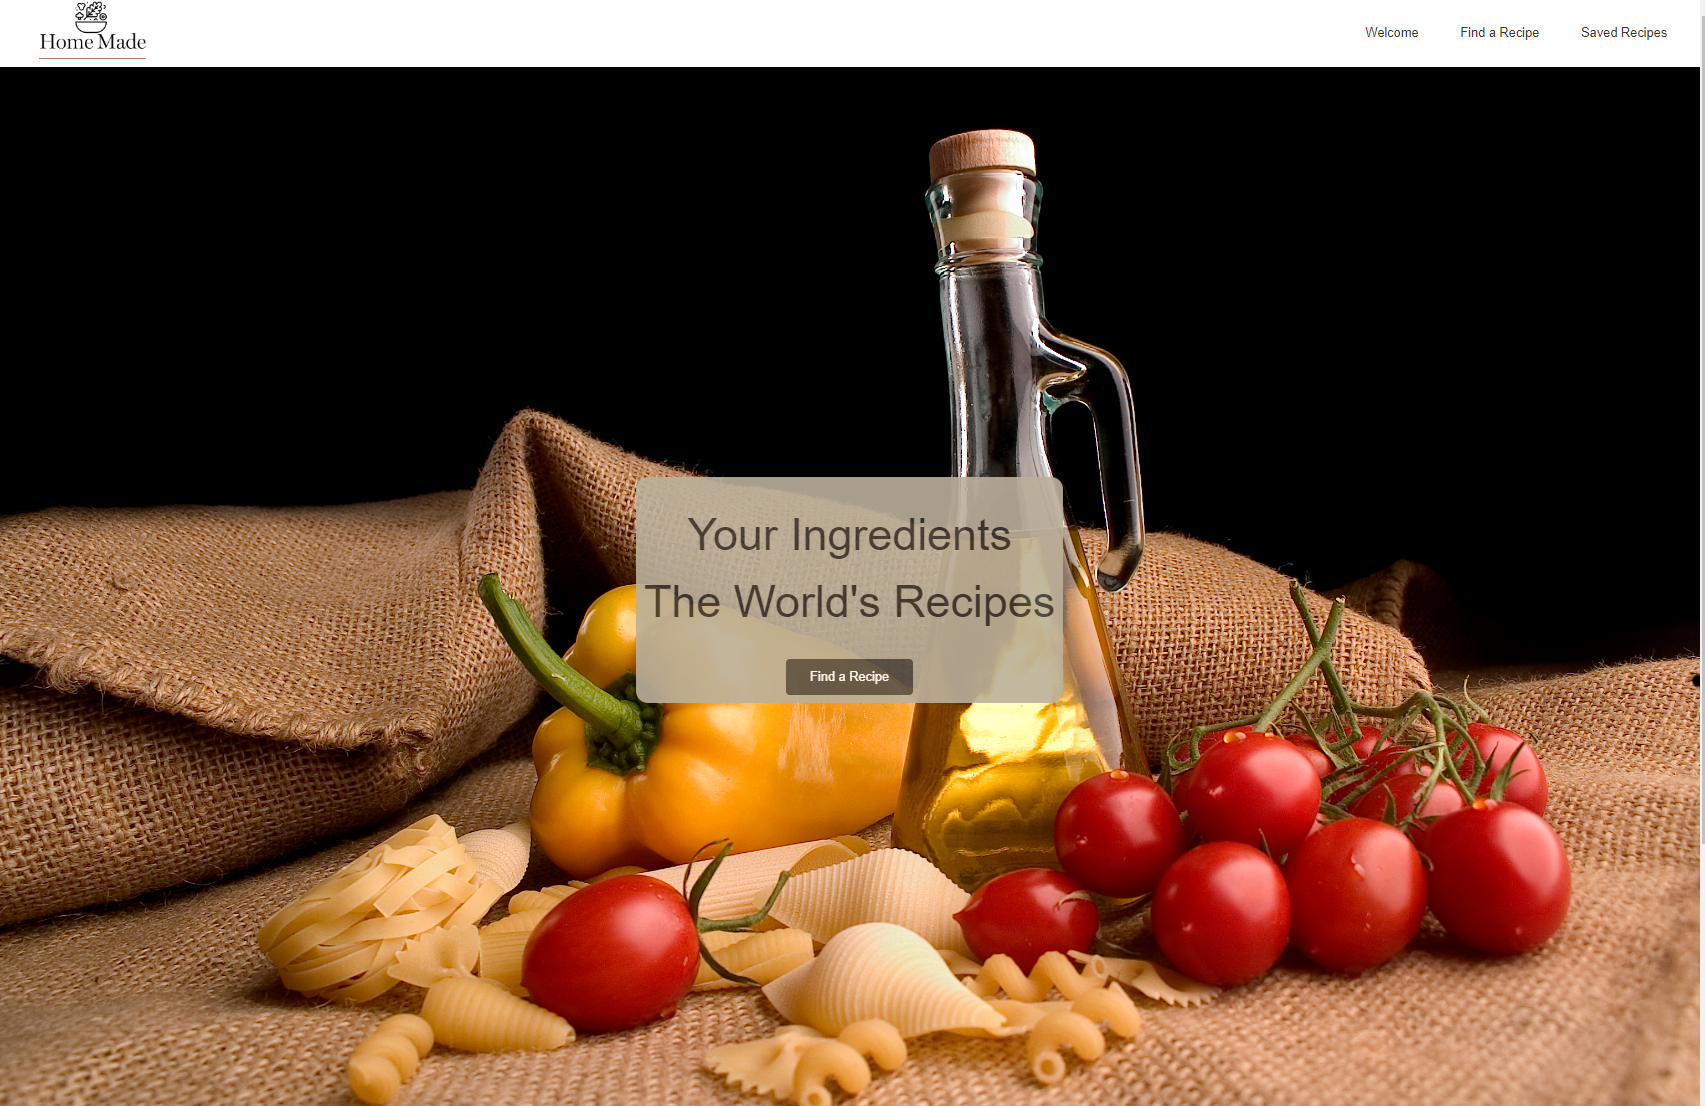 Home Made
Welcome
Find a Recipe
Saved Recipes
Your Ingredients
The World's Recipes
Find a Recipe